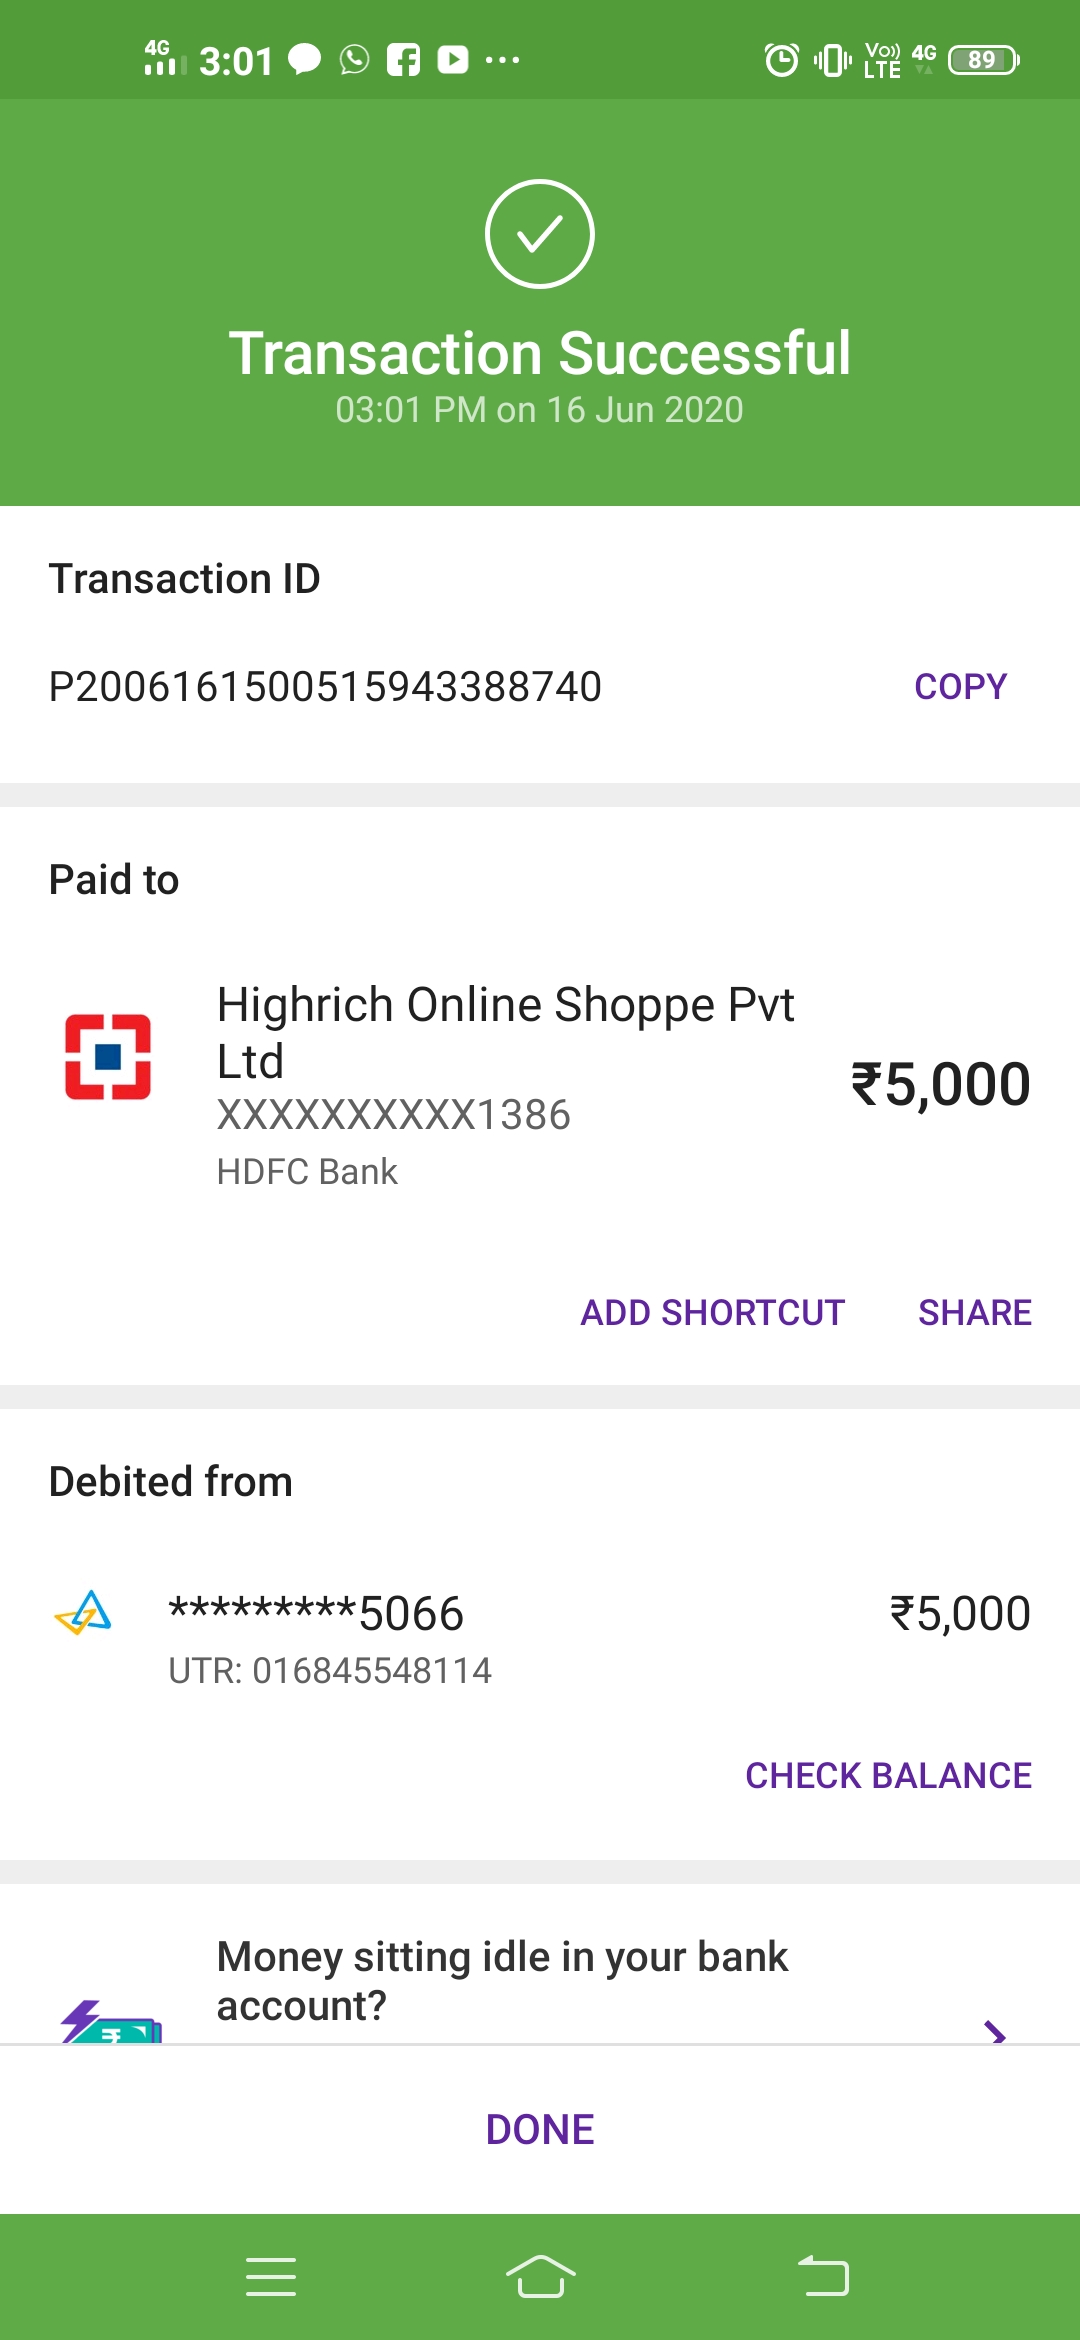 4G
3:01
Vo)) LTE
4G
89
Transaction Successful
03:01 PM on 16 Jun 2020
Transaction ID
P2006161500515943388740
COPY
Paid to
Highrich Online Shoppe Pvt
Ltd
₹5,000
XXXXXXXXXX1386
HDFC Bank
ADD SHORTCUT
SHARE
Debited from
*********5066
₹5,000
UTR: 016845548114
CHECK BALANCE
Money sitting idle in your bank
account?
DONE